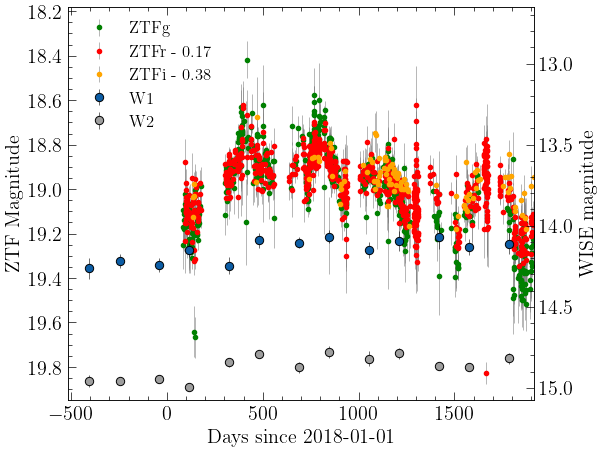 ZTFg
ZTFr - 0.17
ZTFi - 0.38
W1
W2
18.2
18.4
18.6
18.8
19.0
19.2
19.4
19.6
19.8
ZTF Magnitude
13.0
13.5
14.0
14.5
15.0
WISE magnitude
−500
0
500
1000
1500
Days since 2018-01-01